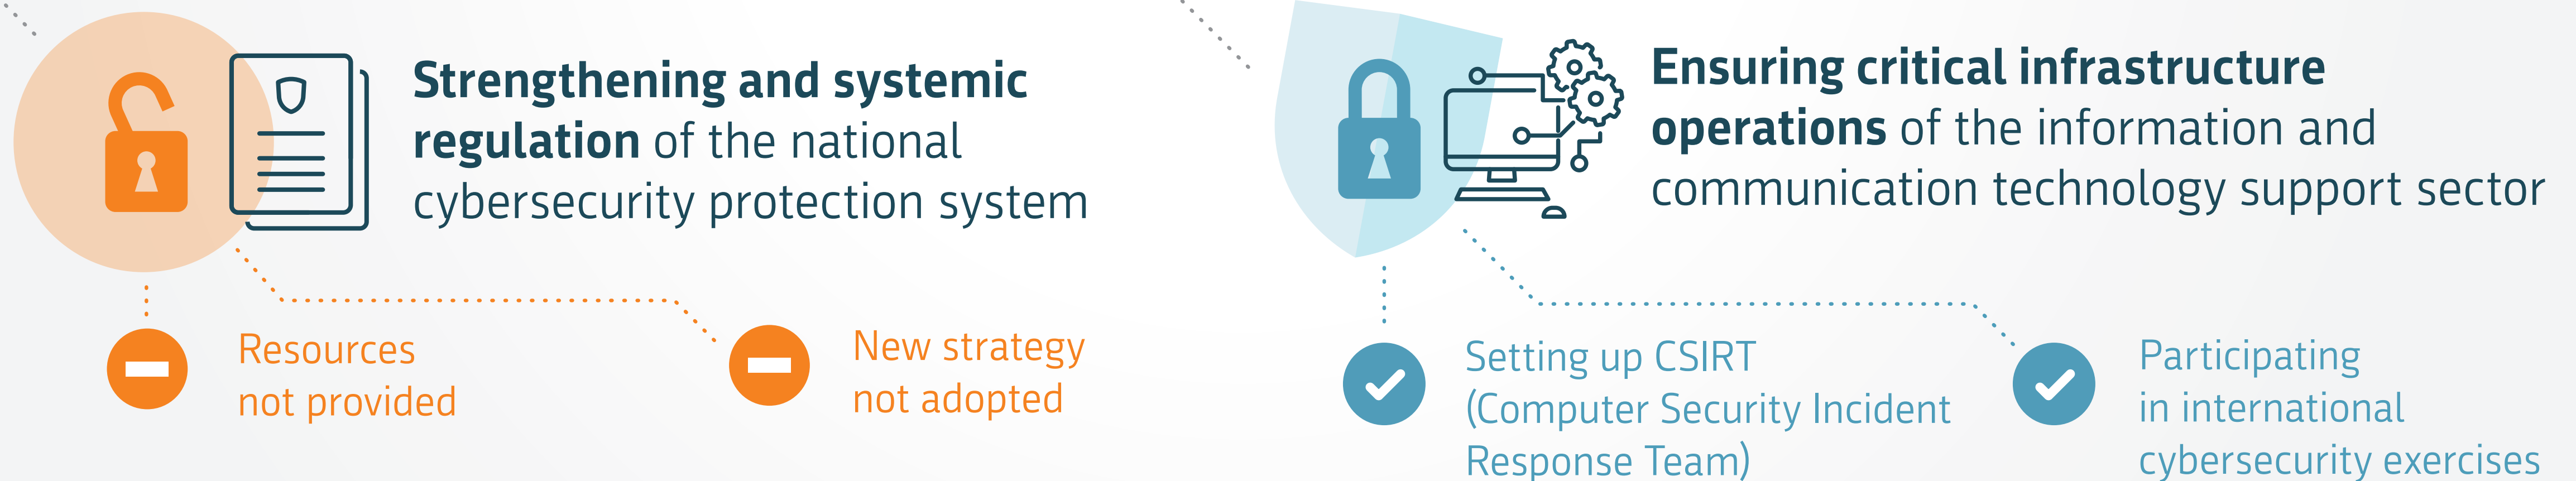 Strengthening and systemic
regulation of the national
cybersecurity protection system
Resources
not provided
New strategy
not adopted
Ensuring critical infrastructure
operations of the information and
communication technology support sector
Setting up CSIRT
(Computer Security Incident
Response Team)
Participating
in international
cybersecurity exercises